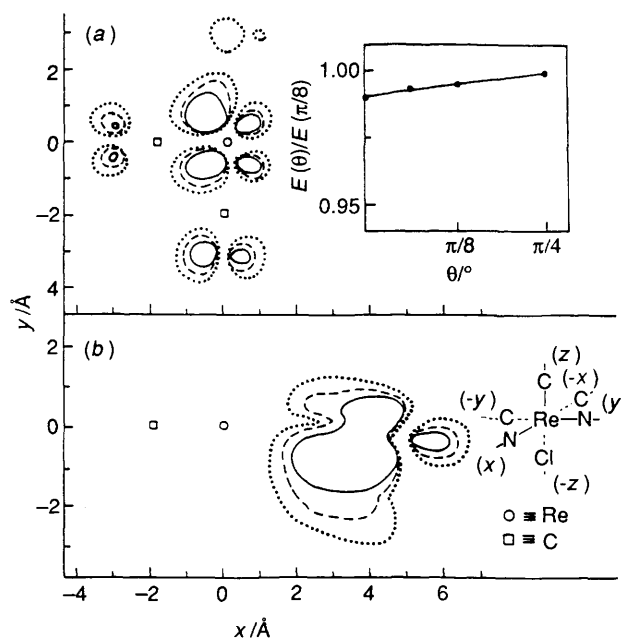 (a)
2
0
−2
4
y /Å
1.00
0.95
E (θ)/E (π/8)
π/8
π/4
θ/°
(b)
2
0
−2
(z)
C
(-x)
(-y)
C
C
(y
Re
N
N
(x)
Cl
(-z)
○ ≡ Re
□ ≡ C
−4
−2
0
2
4
6
x /Å